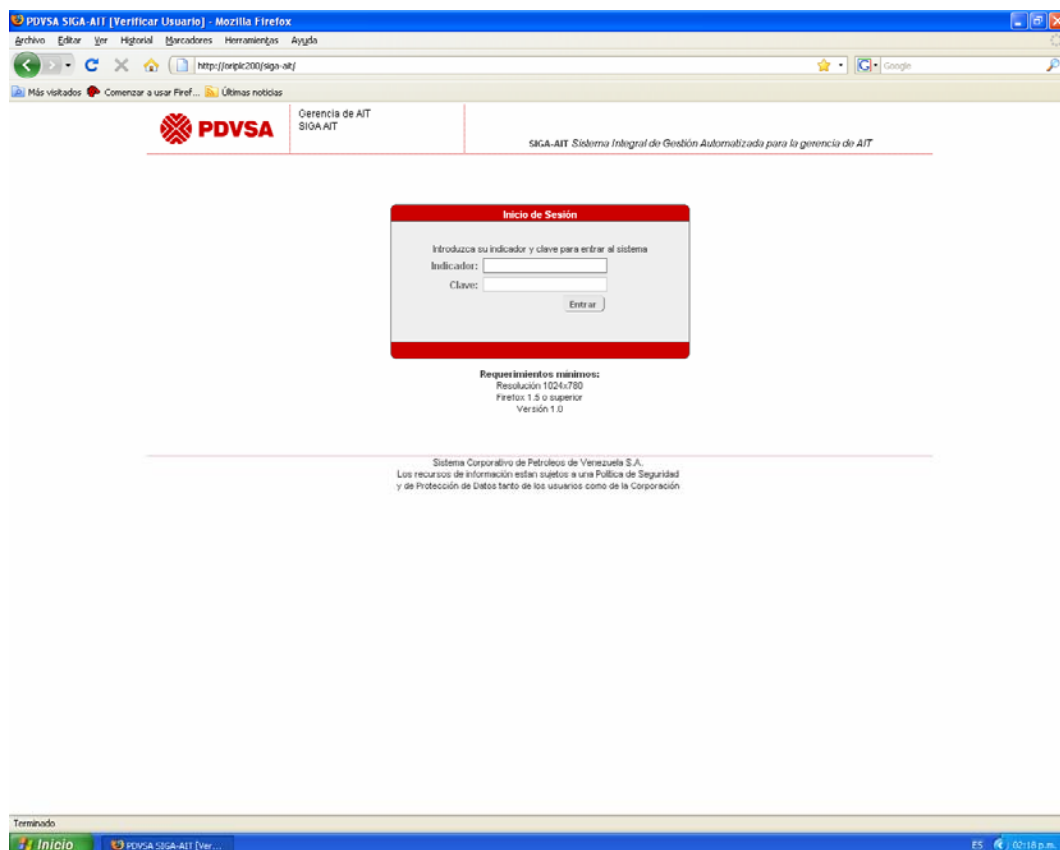 PDVSA SIGA-AIT [Verificar Usuario] - Mozilla Firefox
Archivo Editar Ver Historial Marcadores Herramientas Ayuda
http://oriplc200/siga-ait/
Google
Más visitados Comenzar a usar Firef... Últimas noticias
PDVSA
Gerencia de AIT
SIGA AIT
SIGA-AIT Sistema Integral de Gestión Automatizada para la gerencia de AIT
Inicio de Sesión
Introduzca su indicador y clave para entrar al sistema
Indicador:
Clave:
Entrar
Requerimientos mínimos:
Resolución 1024x780
Firefox 1.5 o superior
Versión 1.0
Sistema Corporativo de Petroleos de Venezuela S.A.
Los recursos de información estan sujetos a una Política de Seguridad
y de Protección de Datos tanto de los usuarios como de la Corporación
Terminado
Inicio
PDVSA SIGA-AIT [Ver...
ES
02:18 p.m.